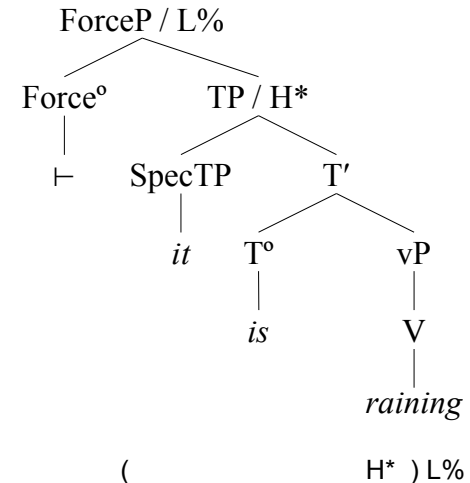 ForceP / L%
Forceº TP / H*
⊢ SpecTP T′
it Tº vP
is V
raining
( H* ) L%